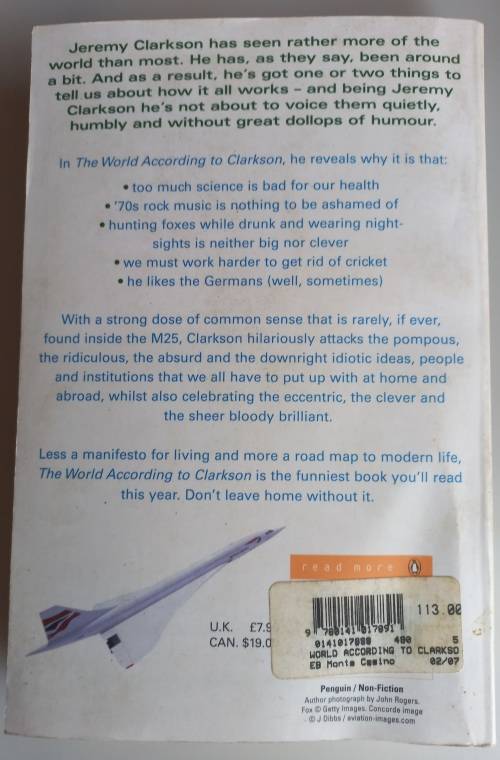 Jeremy Clarkson has seen rather more of the
world than most. He has, as they say, been around
a bit. And as a result, he's got one or two things to
tell us about how it all works – and being Jeremy
Clarkson he's not about to voice them quietly,
humbly and without great dollops of humour.
In The World According to Clarkson, he reveals why it is that:
• too much science is bad for our health
• '70s rock music is nothing to be ashamed of
• hunting foxes while drunk and wearing night-
sights is neither big nor clever
• we must work harder to get rid of cricket
• he likes the Germans (well, sometimes)
With a strong dose of common sense that is rarely, if ever,
found inside the M25, Clarkson hilariously attacks the pompous,
the ridiculous, the absurd and the downright idiotic ideas, people
and institutions that we all have to put up with at home and
abroad, whilst also celebrating the eccentric, the clever and
the sheer bloody brilliant.
Less a manifesto for living and more a road map to modern life,
The World According to Clarkson is the funniest book you'll read
this year. Don't leave home without it.
read more
U.K. £7.9
CAN. $19.0
113.00
9 780141 017891
480 5
WORLD ACCORDING TO CLARKSO
EB Monte Casino 02/07
Penguin / Non-Fiction
Author photograph by John Rogers.
Fox © Getty Images. Concorde image
© J Dibbs / aviation-images.com